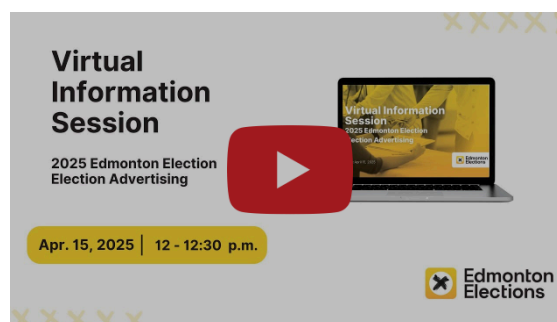 Virtual
Information
Session
2025 Edmonton Election
Election Advertising
Apr. 15, 2025 | 12 - 12:30 p.m.
Virtual Information
Session
2025 Edmonton Election
Election Advertising
Edmonton
Elections
Edmonton
Elections